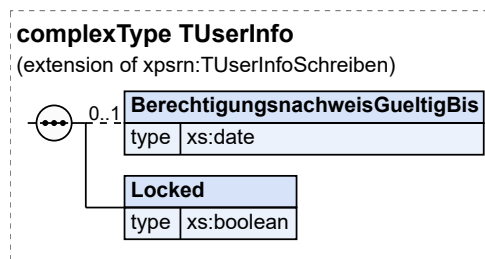 complexType TUserInfo
(extension of xpsrn:TUserInfoSchreiben)
0..1
BerechtigungsnachweisGueltigBis
type xs:date
Locked
type xs:boolean